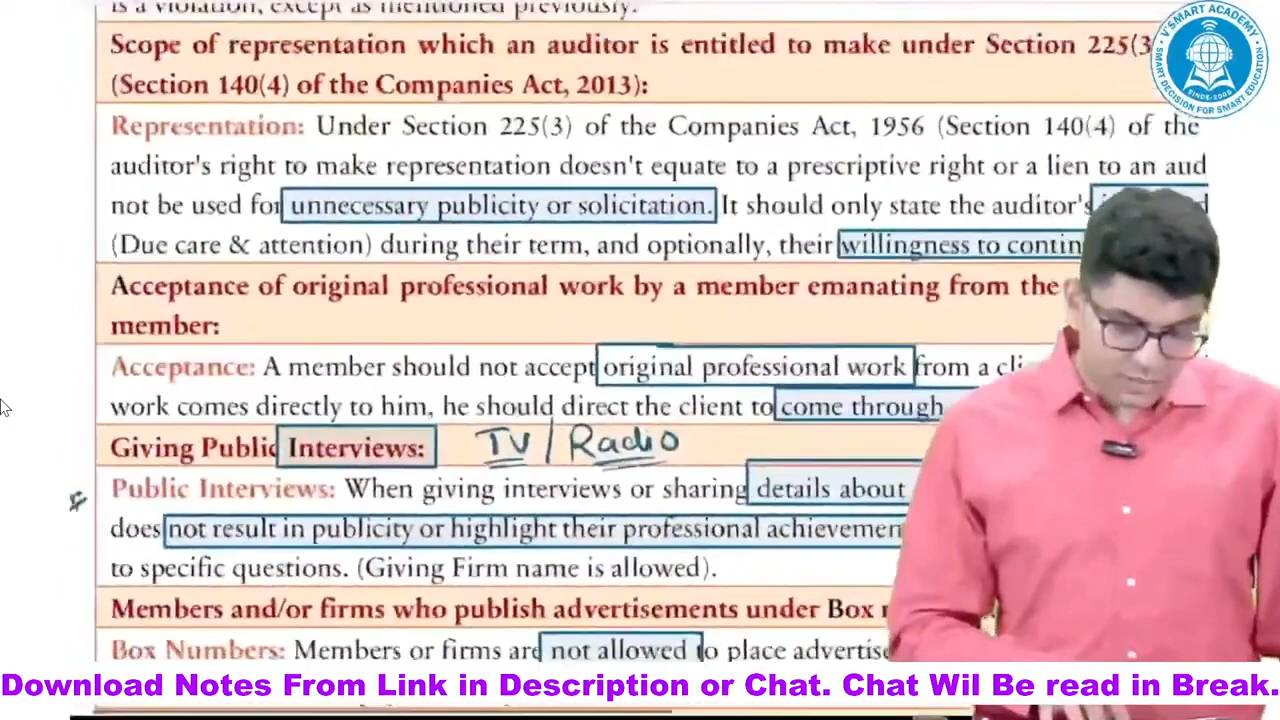 is a violation, except as mentioned previously.
Scope of representation which an auditor is entitled to make under Section 225(3
(Section 140(4) of the Companies Act, 2013):
Representation: Under Section 225(3) of the Companies Act, 1956 (Section 140(4) of the
auditor's right to make representation doesn't equate to a prescriptive right or a lien to an aud
not be used for unnecessary publicity or solicitation. It should only state the auditor's
(Due care & attention) during their term, and optionally, their willingness to contin
Acceptance of original professional work by a member emanating from the
member:
Acceptance: A member should not accept original professional work from a cli
work comes directly to him, he should direct the client to come through
Giving Public Interviews: TV / Radio
Public Interviews: When giving interviews or sharing details about
does not result in publicity or highlight their professional achievemen
to specific questions. (Giving Firm name is allowed).
Members and/or firms who publish advertisements under Box n
Box Numbers: Members or firms are not allowed to place advertise
V'SMART ACADEMY
SINCE-2005
SMART DECISION FOR SMART EDUCATION
Download Notes From Link in Description or Chat. Chat Wil Be read in Break.